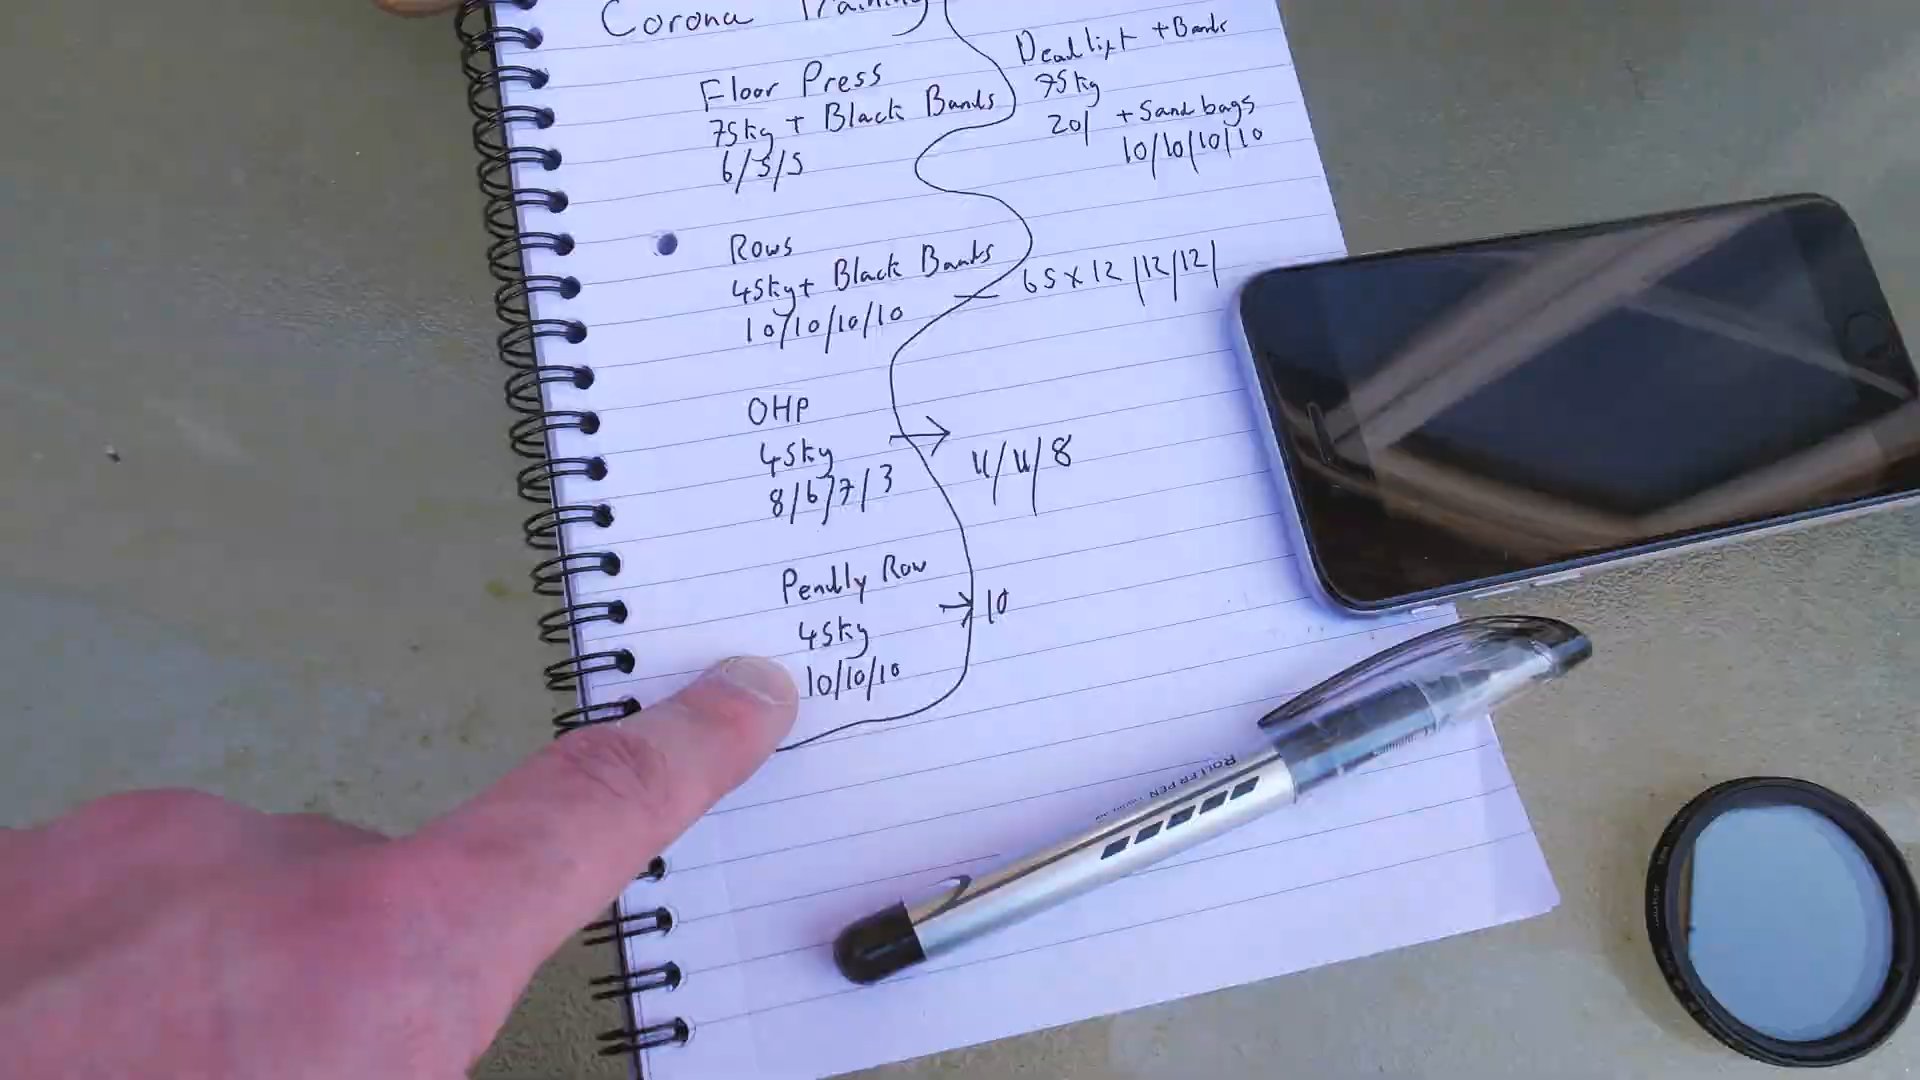 Corona Training
Floor Press
75kg + Black Bands
6/5/5
Rows
45kg + Black Bands
10/10/10/10
OHP
45kg
8/6/7/3
Pendly Row
45kg
10/10/10
Deadlift + Bands
75kg
20/ + Sand bags
10/10/10/10
65 x 12 /12/12/
4/4/8
10
ROLLERPEN